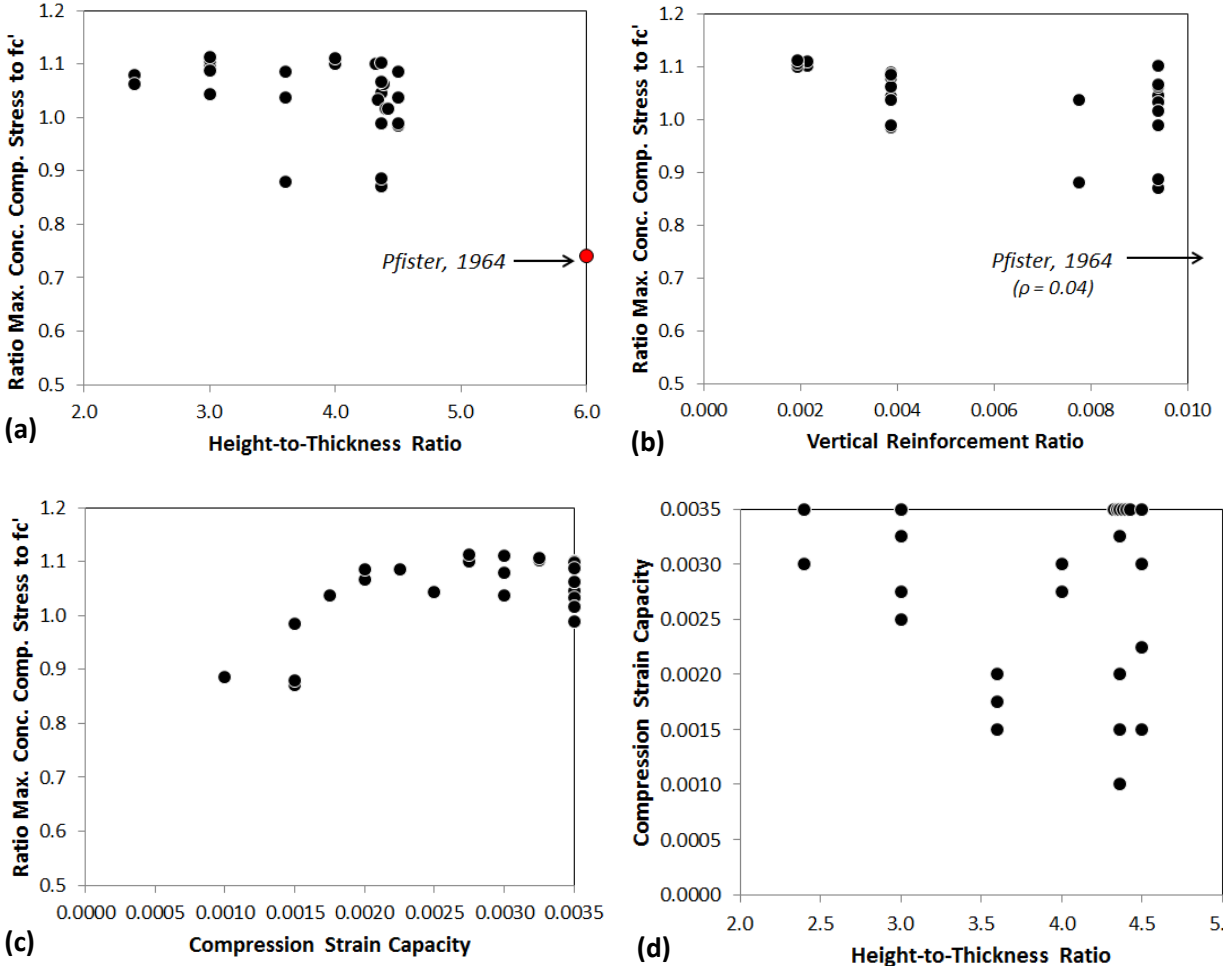 Ratio Max. Conc. Comp. Stress to fc'
1.2
1.1
1.0
0.9
0.8
0.7
0.6
0.5
Pfister, 1964
2.0 3.0 4.0 5.0 6.0
Height-to-Thickness Ratio
(a)
Ratio Max. Conc. Comp. Stress to fc'
1.2
1.1
1.0
0.9
0.8
0.7
0.6
0.5
Pfister, 1964
(ρ = 0.04)
0.000 0.002 0.004 0.006 0.008 0.010
Vertical Reinforcement Ratio
(b)
Ratio Max. Conc. Comp. Stress to fc'
1.2
1.1
1.0
0.9
0.8
0.7
0.6
0.5
0.0000 0.0005 0.0010 0.0015 0.0020 0.0025 0.0030 0.0035
Compression Strain Capacity
(c)
Compression Strain Capacity
0.0035
0.0030
0.0025
0.0020
0.0015
0.0010
0.0005
0.0000
2.0 2.5 3.0 3.5 4.0 4.5 5.
Height-to-Thickness Ratio
(d)